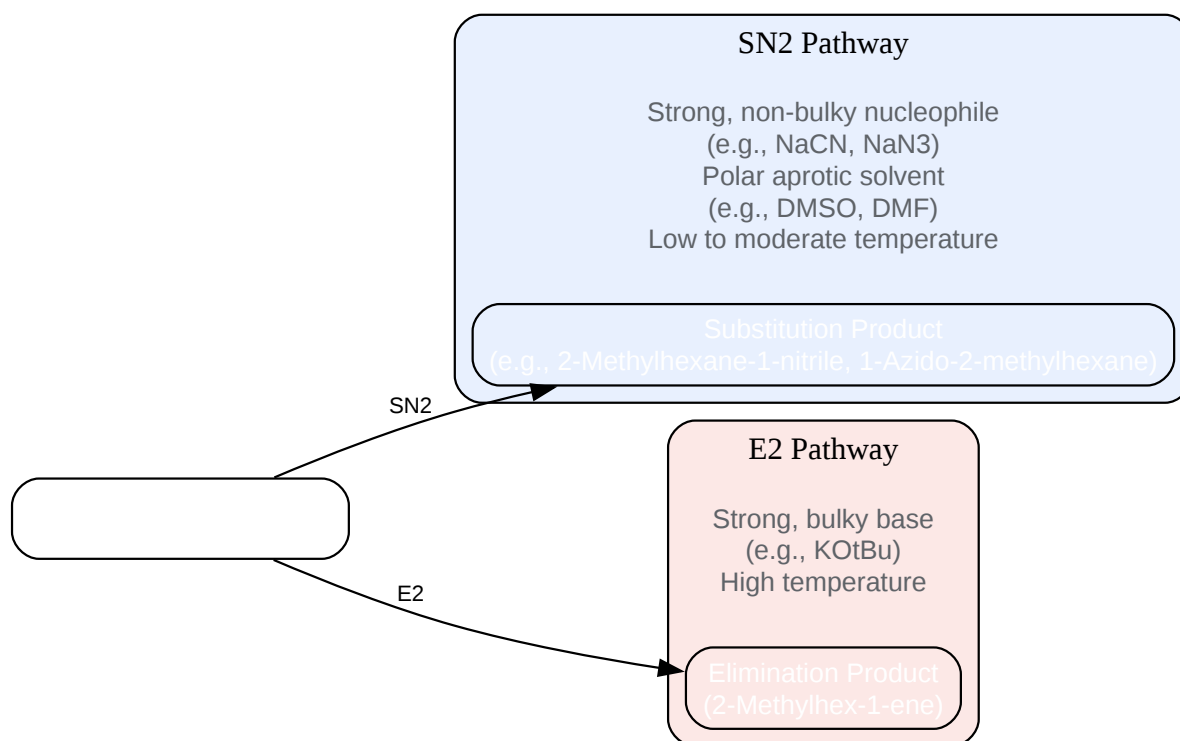 SN2 Pathway
Strong, non-bulky nucleophile
(e.g., NaCN, NaN3)
Polar aprotic solvent
(e.g., DMSO, DMF)
Low to moderate temperature
Substitution Product
(e.g., 2-Methylhexane-1-nitrile, 1-Azido-2-methylhexane)
SN2
E2 Pathway
Strong, bulky base
(e.g., KOtBu)
High temperature
E2
Elimination Product
(2-Methylhex-1-ene)